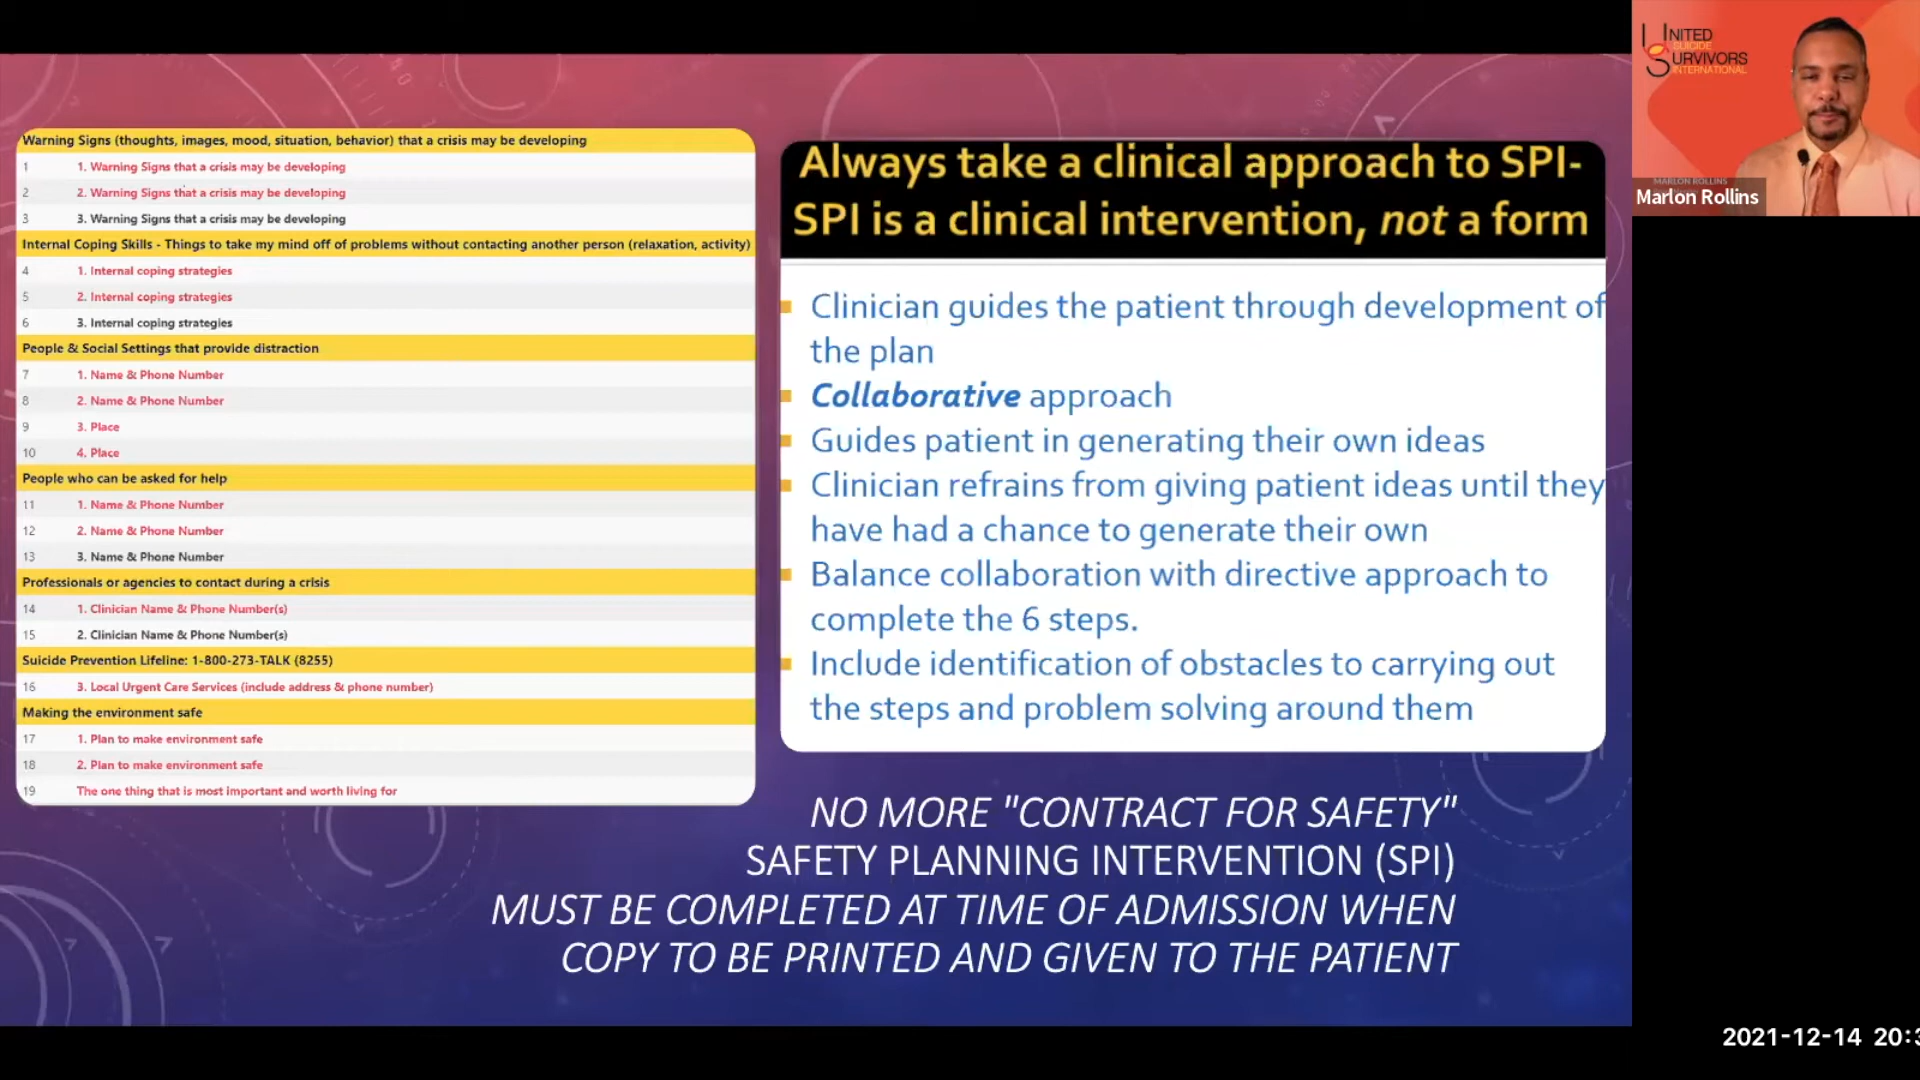 Warning Signs (thoughts, images, mood, situation, behavior) that a crisis may be developing
1 1. Warning Signs that a crisis may be developing
2 2. Warning Signs that a crisis may be developing
3 3. Warning Signs that a crisis may be developing
Internal Coping Skills - Things to take my mind off of problems without contacting another person (relaxation, activity)
4 1. Internal coping strategies
5 2. Internal coping strategies
6 3. Internal coping strategies
People & Social Settings that provide distraction
7 1. Name & Phone Number
8 2. Name & Phone Number
9 3. Place
10 4. Place
People who can be asked for help
11 1. Name & Phone Number
12 2. Name & Phone Number
13 3. Name & Phone Number
Professionals or agencies to contact during a crisis
14 1. Clinician Name & Phone Number(s)
15 2. Clinician Name & Phone Number(s)
Suicide Prevention Lifeline: 1-800-273-TALK (8255)
16 3. Local Urgent Care Services (include address & phone number)
Making the environment safe
17 1. Plan to make environment safe
18 2. Plan to make environment safe
19 The one thing that is most important and worth living for
Always take a clinical approach to SPI-
SPI is a clinical intervention, not a form
Clinician guides the patient through development of
the plan
Collaborative approach
Guides patient in generating their own ideas
Clinician refrains from giving patient ideas until they
have had a chance to generate their own
Balance collaboration with directive approach to
complete the 6 steps.
Include identification of obstacles to carrying out
the steps and problem solving around them
NO MORE "CONTRACT FOR SAFETY"
SAFETY PLANNING INTERVENTION (SPI)
MUST BE COMPLETED AT TIME OF ADMISSION WHEN
COPY TO BE PRINTED AND GIVEN TO THE PATIENT
UNITED
SUICIDE
SURVIVORS
INTERNATIONAL
MARLON ROLLINS
Marlon Rollins
2021-12-14 20:3